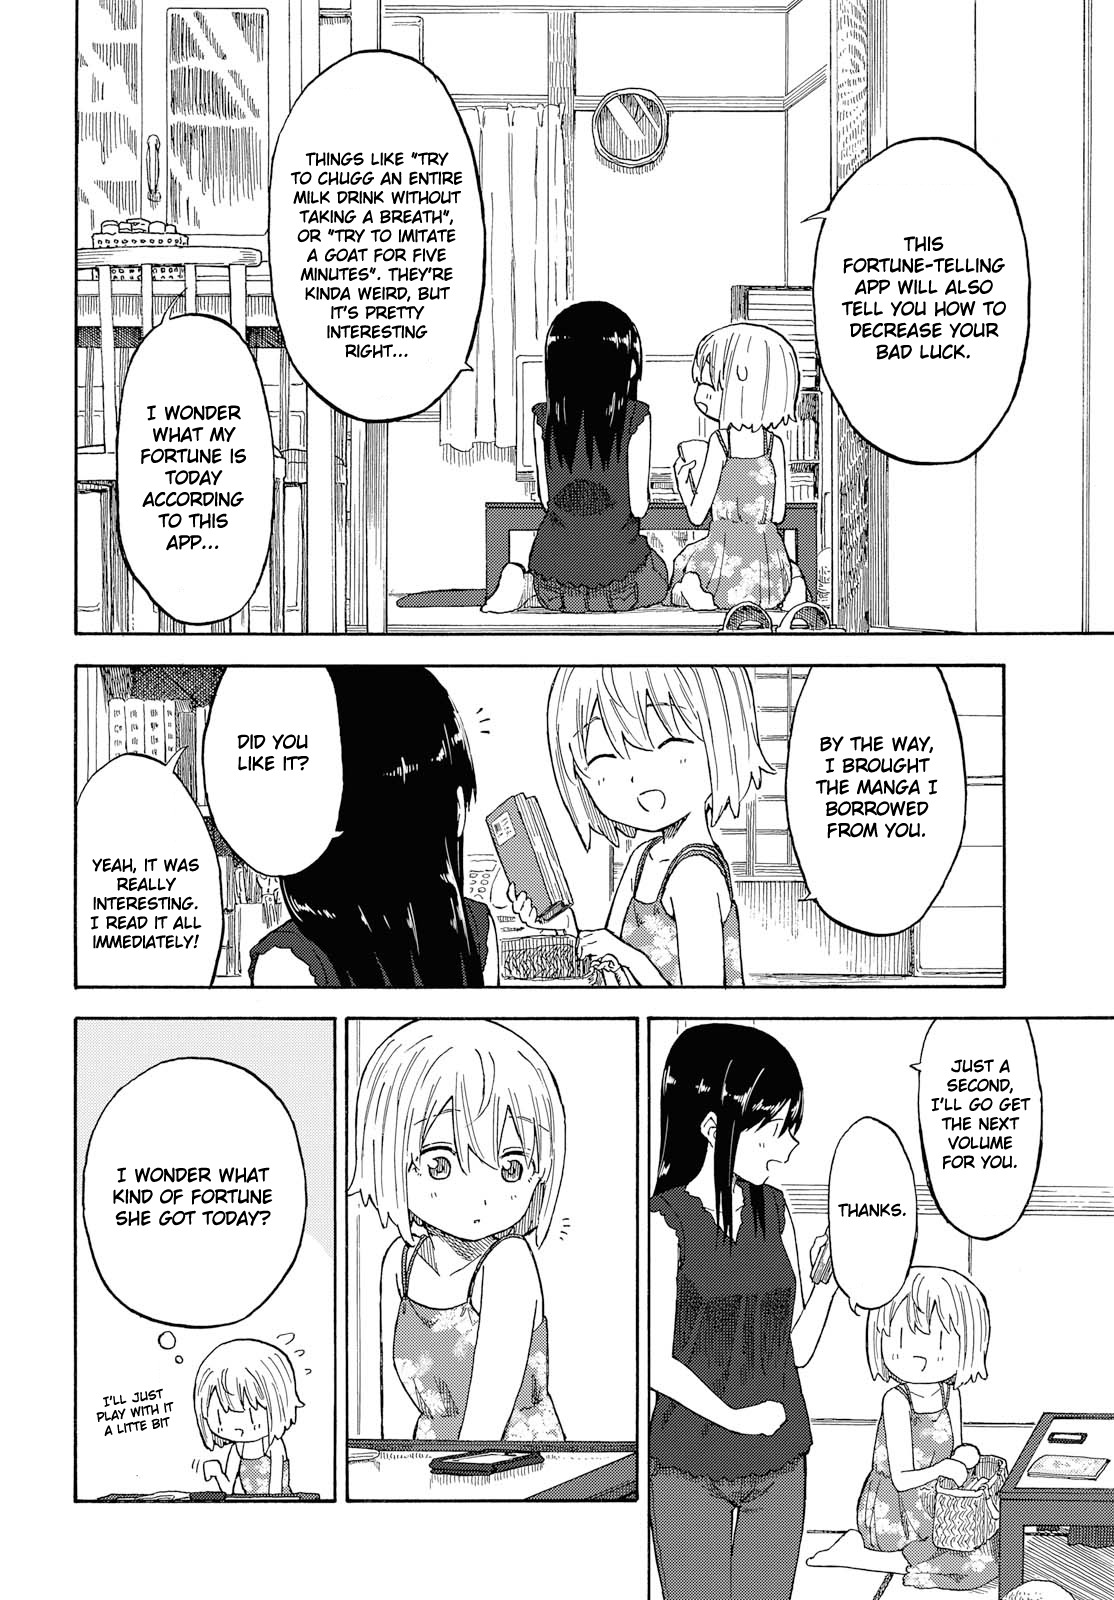 THIS
FORTUNE-TELLING
APP WILL ALSO
TELL YOU HOW TO
DECREASE YOUR
BAD LUCK.
THINGS LIKE "TRY
TO CHUGG AN ENTIRE
MILK DRINK WITHOUT
TAKING A BREATH",
OR "TRY TO IMITATE
A GOAT FOR FIVE
MINUTES". THEY'RE
KINDA WEIRD, BUT
IT'S PRETTY
INTERESTING
RIGHT...
I WONDER
WHAT MY
FORTUNE IS
TODAY
ACCORDING
TO THIS
APP...
BY THE WAY,
I BROUGHT
THE MANGA I
BORROWED
FROM YOU.
DID YOU
LIKE IT?
YEAH, IT WAS
REALLY
INTERESTING.
I READ IT ALL
IMMEDIATELY!
JUST A
SECOND,
I'LL GO GET
THE NEXT
VOLUME
FOR YOU.
THANKS.
I WONDER WHAT
KIND OF FORTUNE
SHE GOT TODAY?
I'LL JUST
PLAY WITH IT
A LITTE BIT